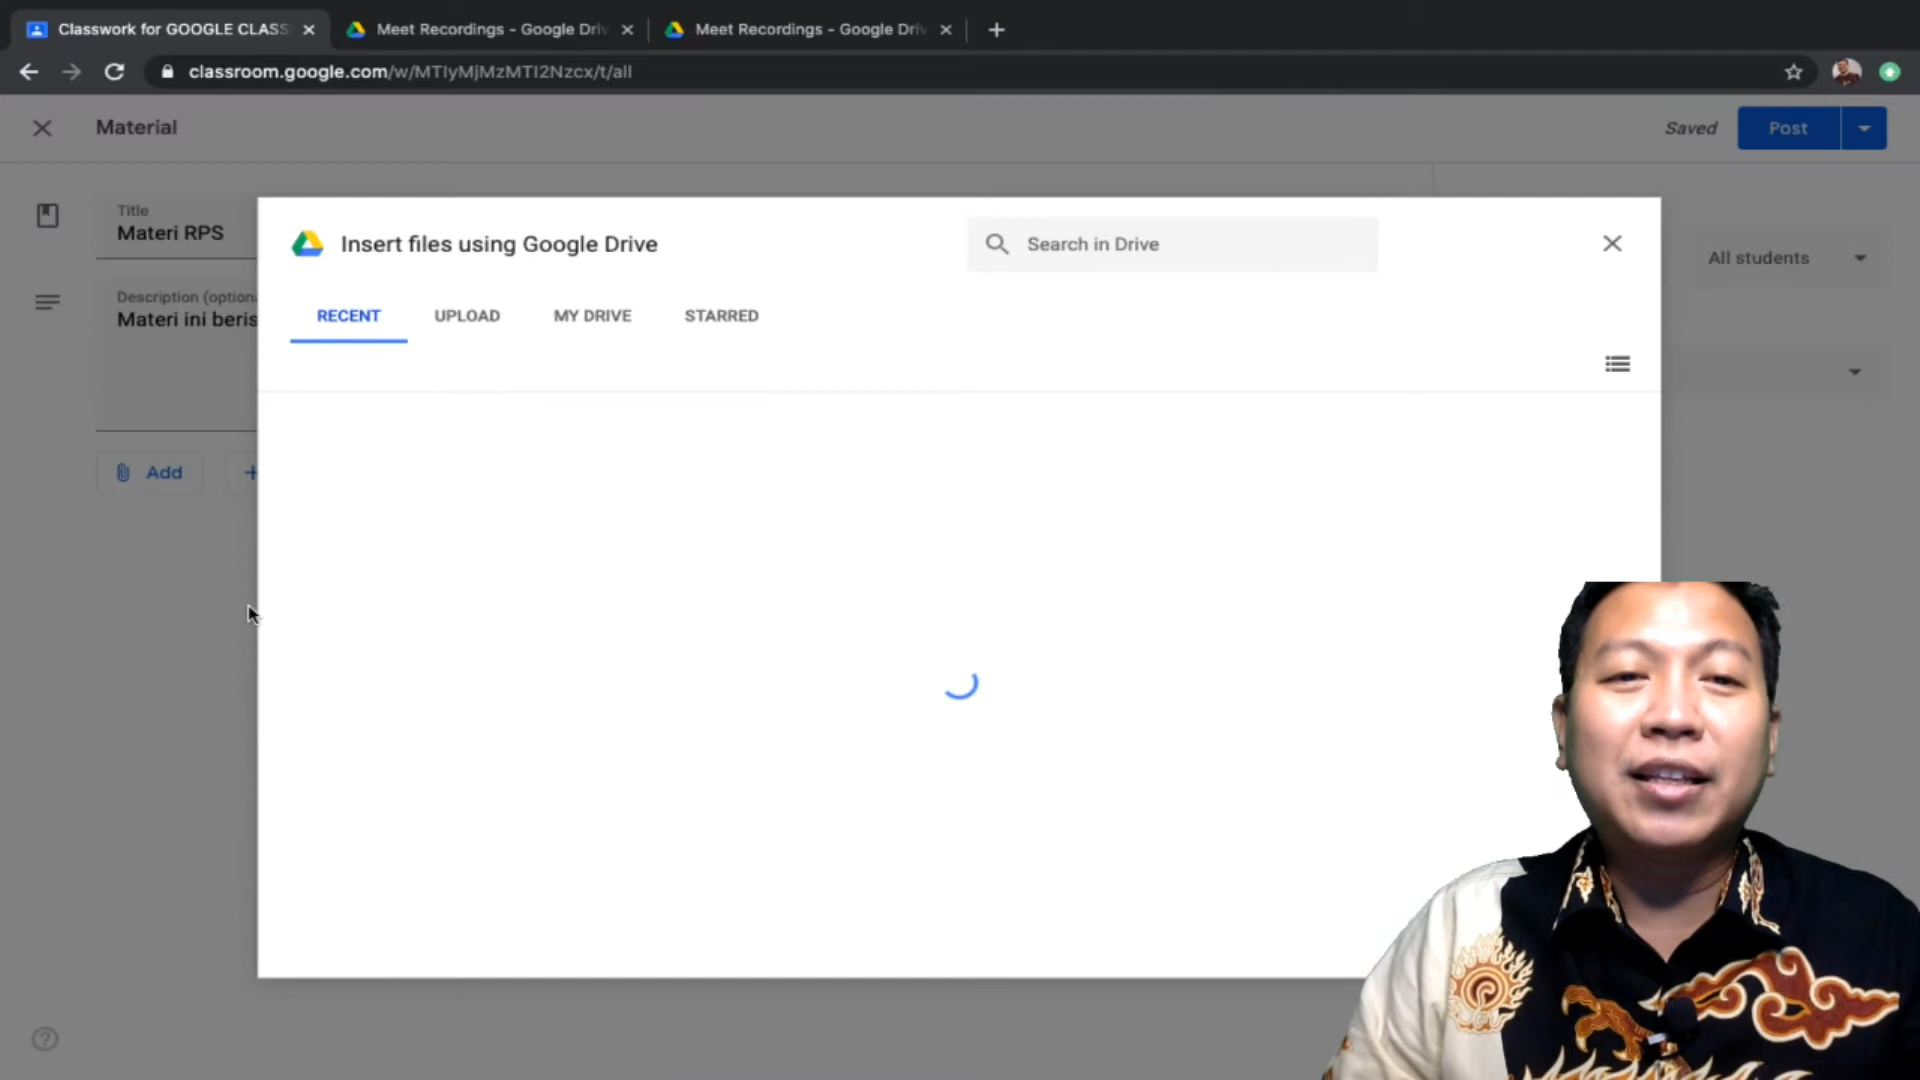 Classwork for GOOGLE CLASS
Meet Recordings - Google Driv
Meet Recordings - Google Driv
classroom.google.com/w/MTIyMjMzMTI2Nzcx/t/all
Material
Saved
Post
Title
Materi RPS
Insert files using Google Drive
Search in Drive
All students
Description (optiona
Materi ini beris
RECENT
UPLOAD
MY DRIVE
STARRED
Add